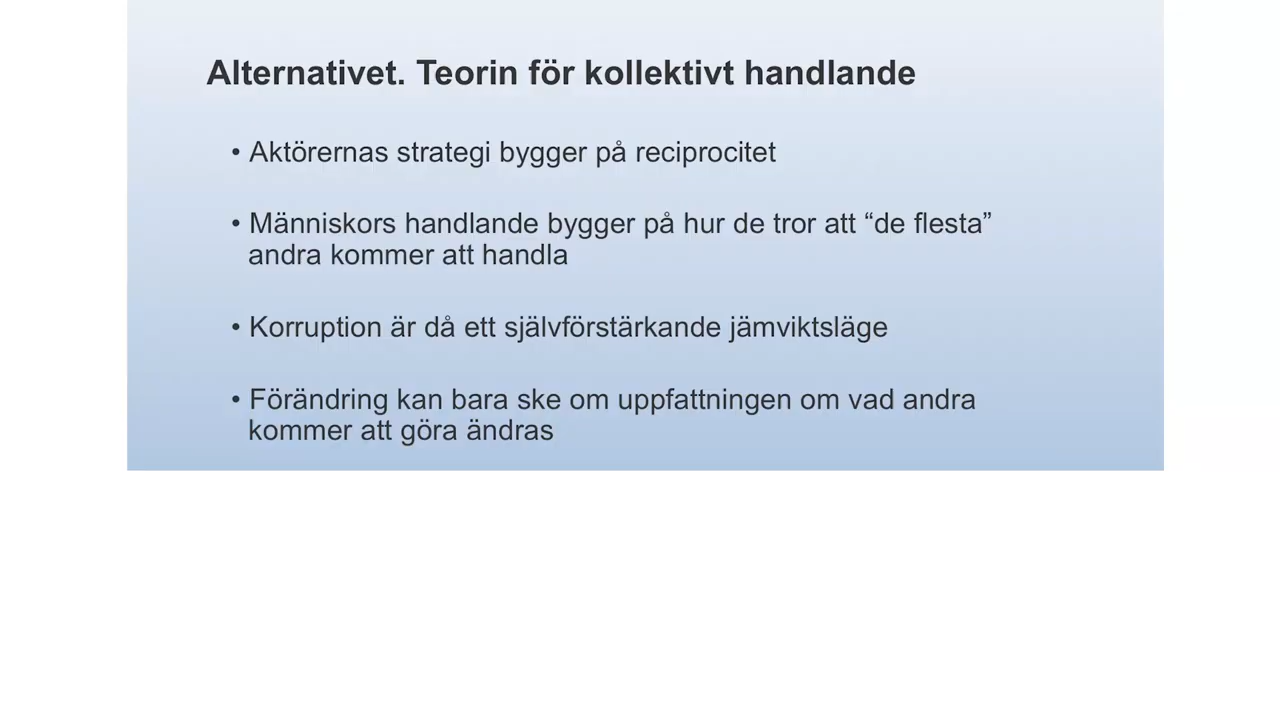 Alternativet. Teorin för kollektivt handlande
• Aktörernas strategi bygger på reciprocitet
• Människors handlande bygger på hur de tror att “de flesta”
andra kommer att handla
• Korruption är då ett självförstärkande jämviktsläge
• Förändring kan bara ske om uppfattningen om vad andra
kommer att göra ändras